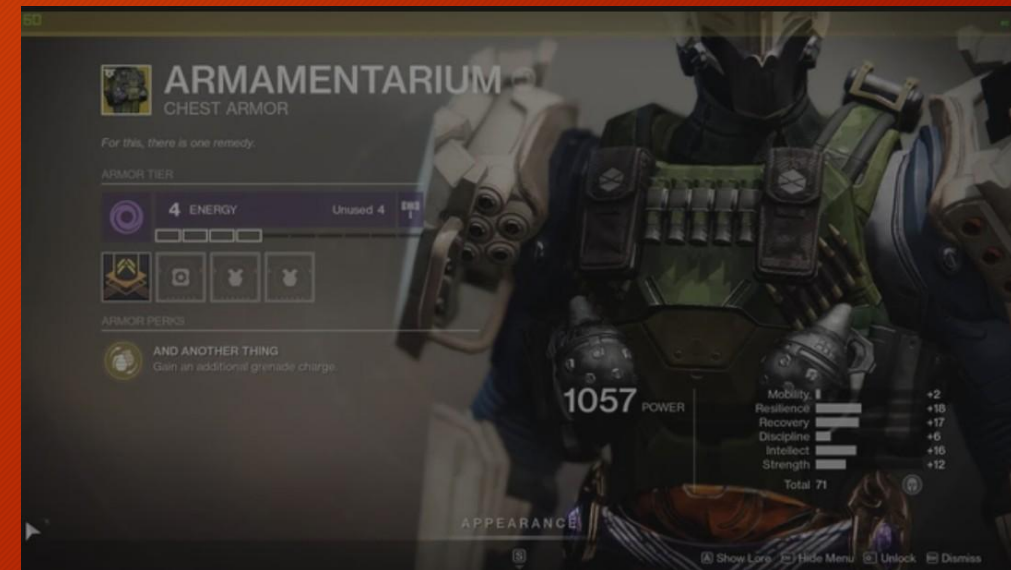 60
ARMAMENTARIUM
CHEST ARMOR
For this, there is one remedy.
ARMOR TIER
4 ENERGY
Unused 4
ARMOR PERKS
AND ANOTHER THING
Gain an additional grenade charge.
1057 POWER
Mobility +2
Resilience +18
Recovery +17
Discipline +6
Intellect +16
Strength +12
Total 71
APPEARANCE
S
A Show Lore
Hide Menu
Unlock
Dismiss